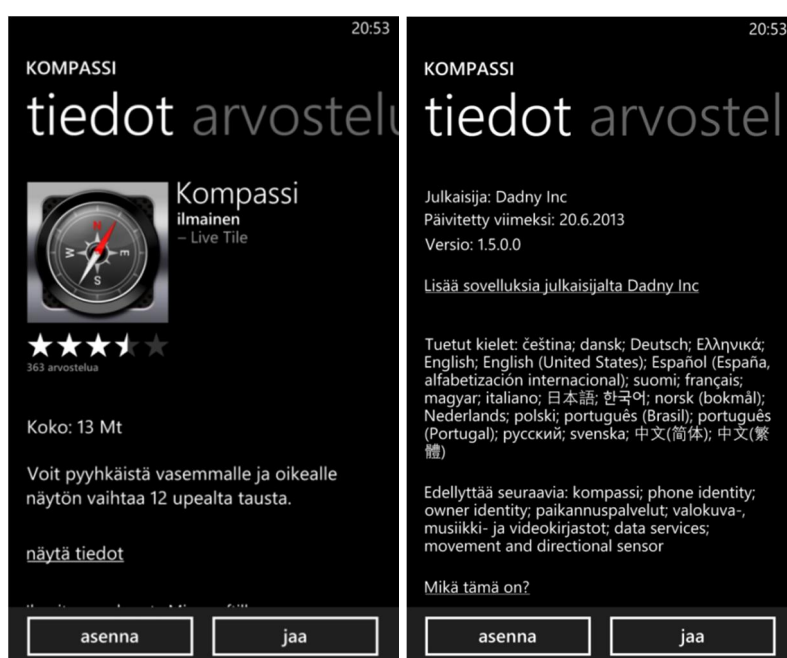 20:53
KOMPASSI
tiedot arvostelu
Kompassi
ilmainen
– Live Tile
N
W E
S
363 arvostelua
Koko: 13 Mt
Voit pyyhkäistä vasemmalle ja oikealle
näytön vaihtaa 12 upealta tausta.
näytä tiedot
asenna
jaa
20:53
KOMPASSI
tiedot arvostel
Julkaisija: Dadny Inc
Päivitetty viimeksi: 20.6.2013
Versio: 1.5.0.0
Lisää sovelluksia julkaisijalta Dadny Inc
Tuetut kielet: čeština; dansk; Deutsch; Ελληνικά;
English; English (United States); Español (España,
alfabetización internacional); suomi; français;
magyar; italiano; 日本語; 한국어; norsk (bokmål);
Nederlands; polski; português (Brasil); português
(Portugal); русский; svenska; 中文(简体); 中文(繁
體)
Edellyttää seuraavia: kompassi; phone identity;
owner identity; paikannuspalvelut; valokuva-,
musiikki- ja videokirjastot; data services;
movement and directional sensor
Mikä tämä on?
asenna
jaa